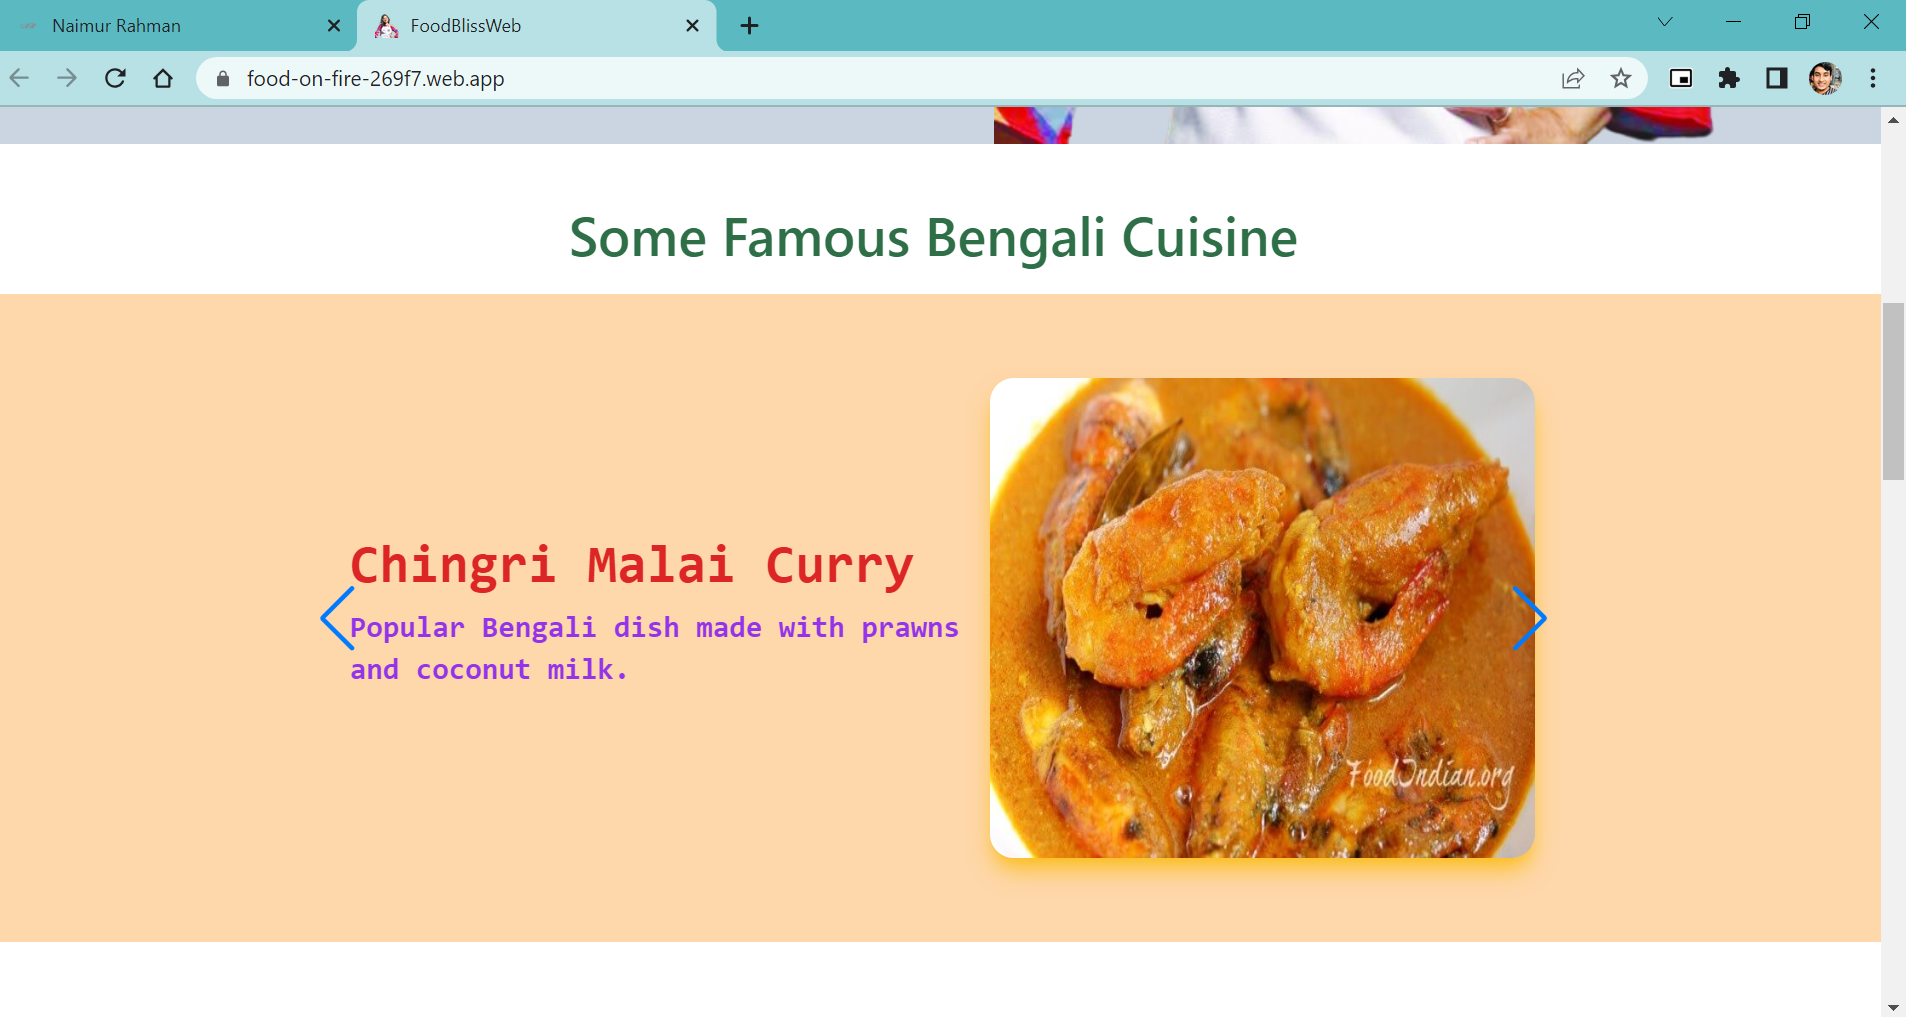 Naimur Rahman
FoodBlissWeb
food-on-fire-269f7.web.app
Some Famous Bengali Cuisine
Chingri Malai Curry
Popular Bengali dish made with prawns
and coconut milk.
FoodIndian.org